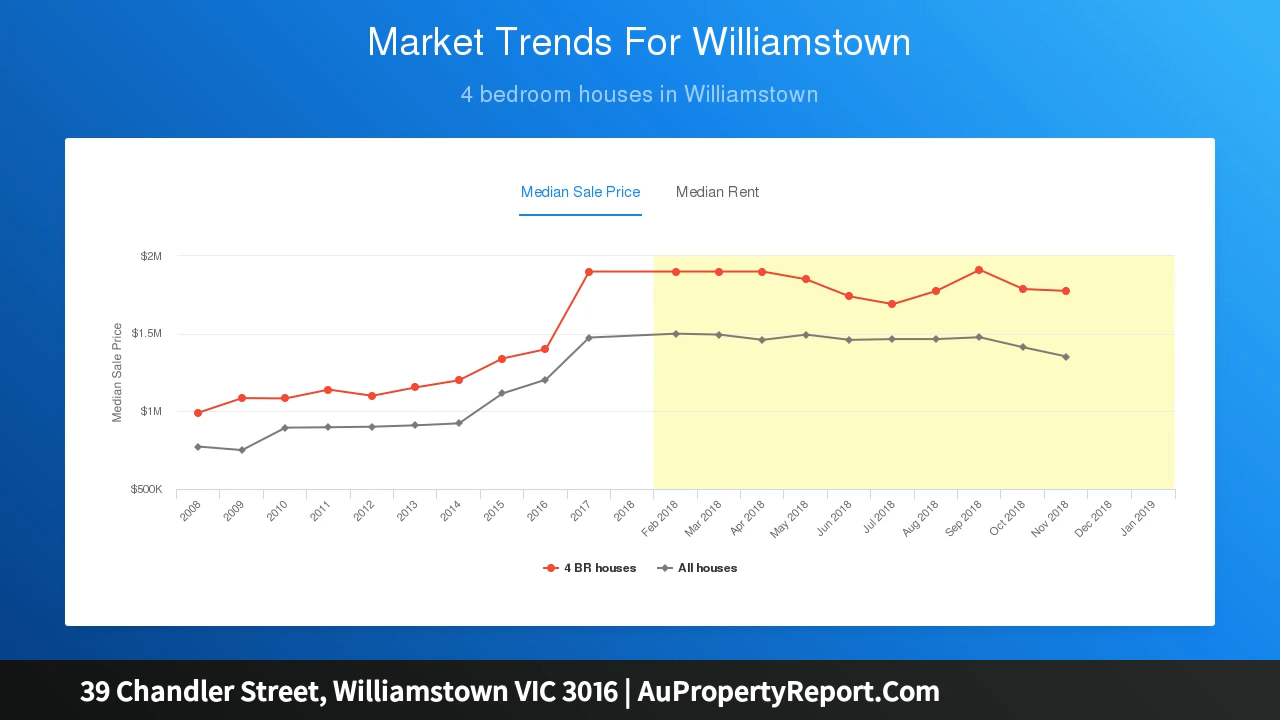 Market Trends For Williamstown
4 bedroom houses in Williamstown
Median Sale Price Median Rent
Median Sale Price
$2M
$1.5M
$1M
$500K
2008 2009 2010 2011 2012 2013 2014 2015 2016 2017 2018 Feb 2018 Mar 2018 Apr 2018 May 2018 Jun 2018 Jul 2018 Aug 2018 Sep 2018 Oct 2018 Nov 2018 Dec 2018 Jan 2019
4 BR houses All houses
39 Chandler Street, Williamstown VIC 3016 | AuPropertyReport.Com